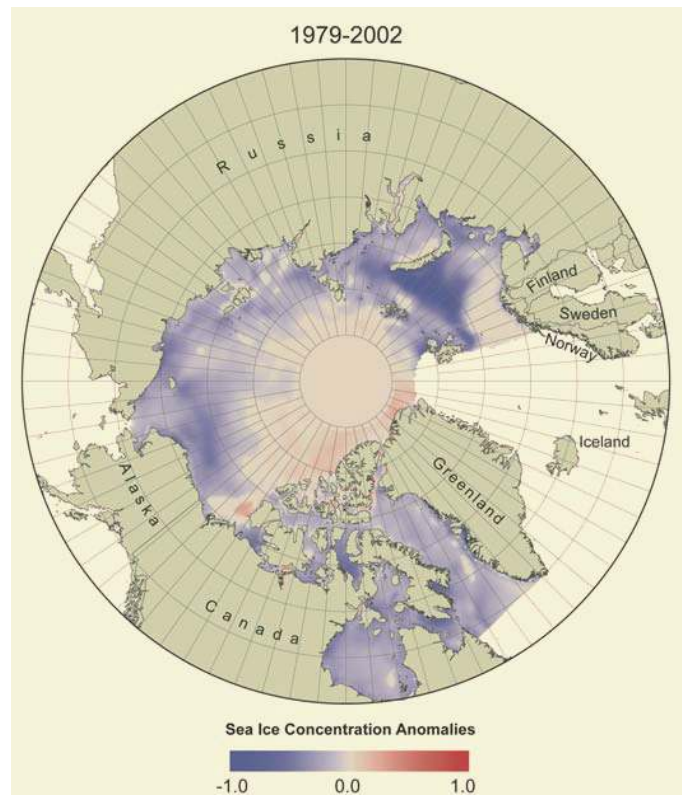 1979-2002
Russia
Finland
Sweden
Norway
Iceland
Greenland
Alaska
Canada
Sea Ice Concentration Anomalies
-1.0 0.0 1.0